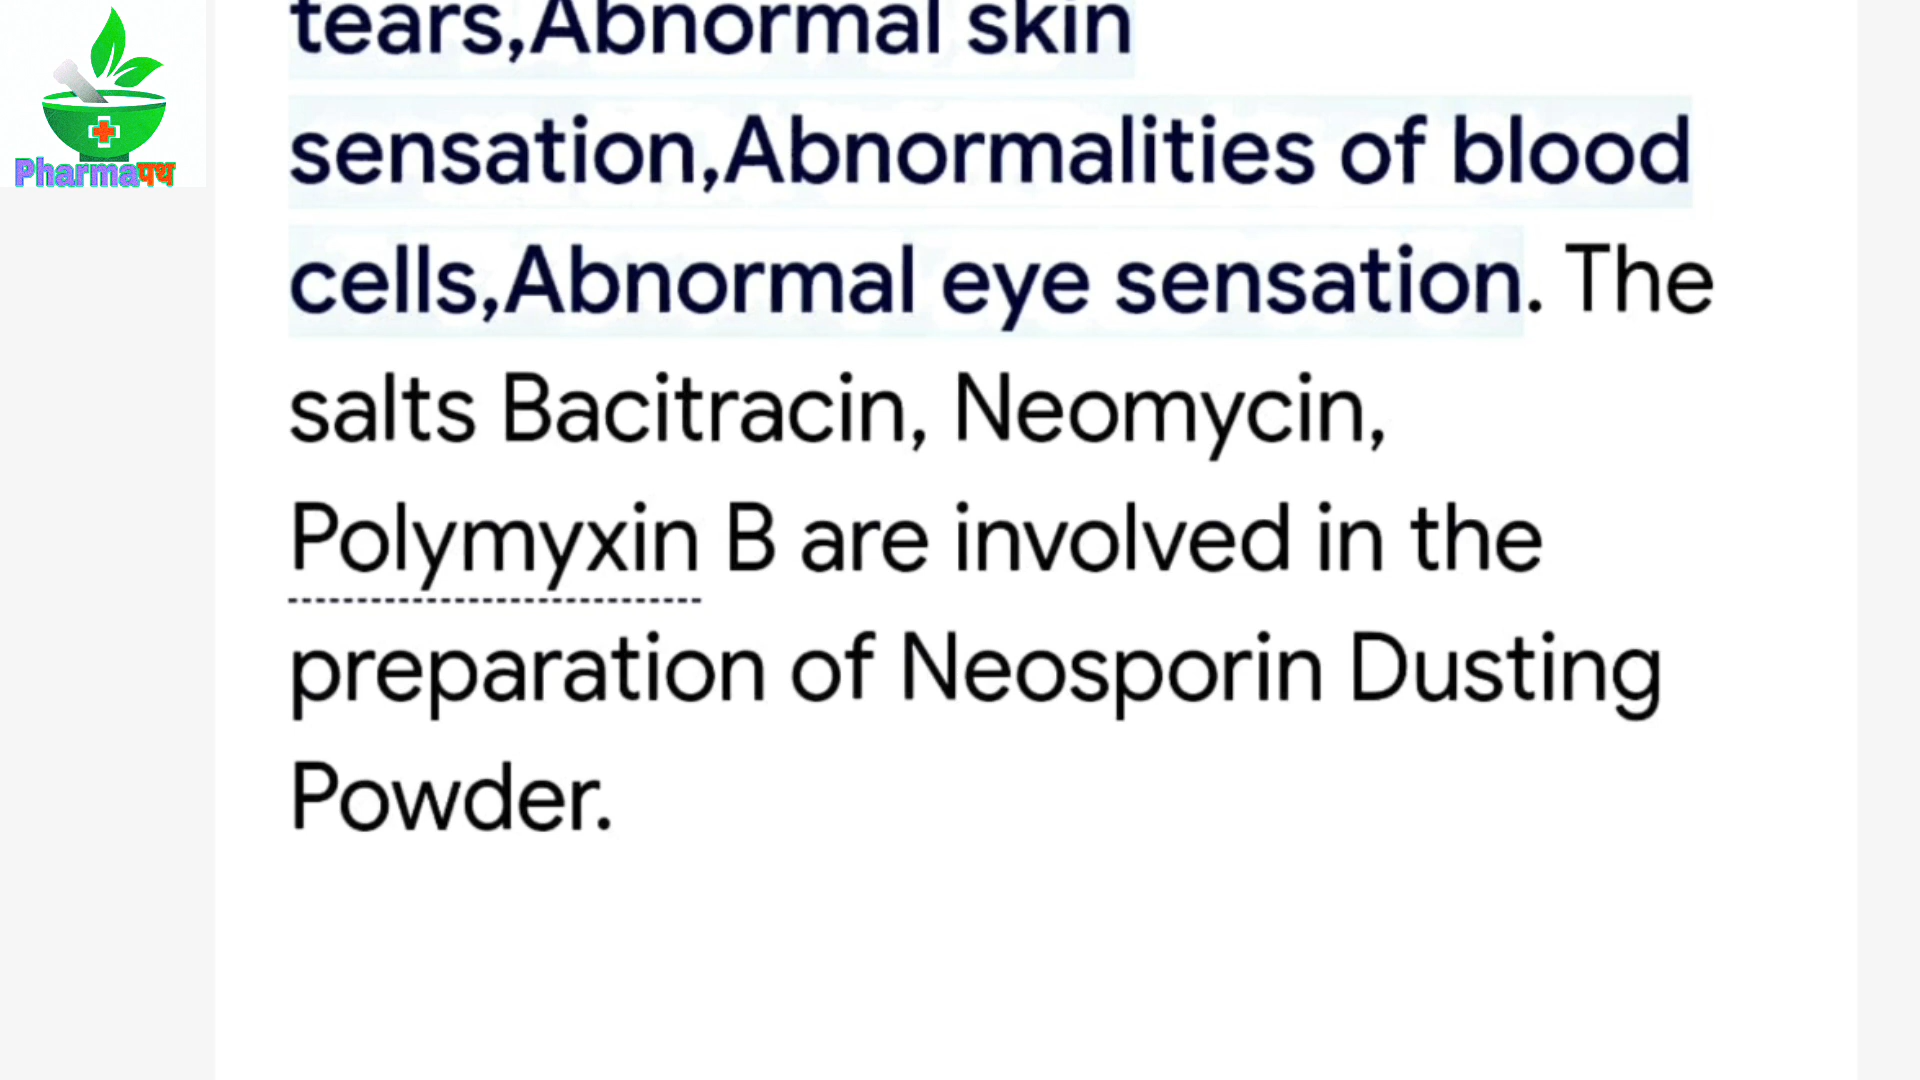 Pharmaपथ
tears,Abnormal skin
sensation,Abnormalities of blood
cells,Abnormal eye sensation. The
salts Bacitracin, Neomycin,
Polymyxin B are involved in the
preparation of Neosporin Dusting
Powder.